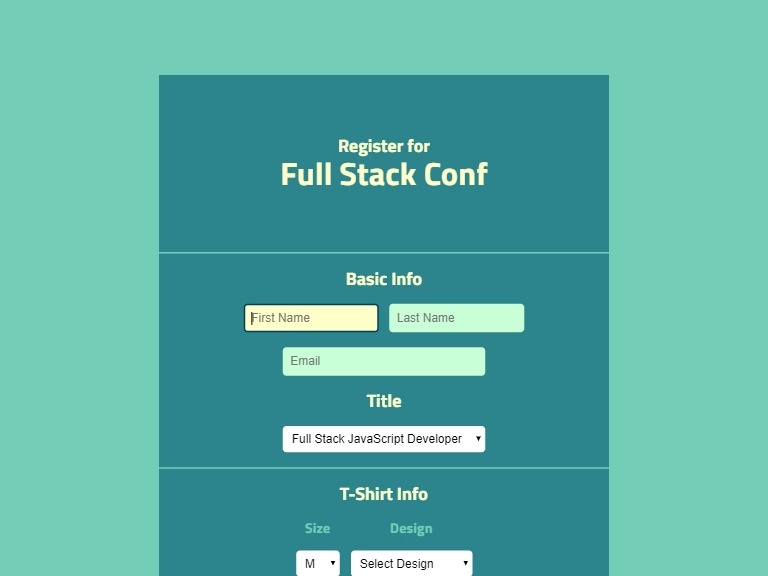 Register for
Full Stack Conf
Basic Info
First Name Last Name
Email
Title
Full Stack JavaScript Developer
T-Shirt Info
Size Design
M Select Design